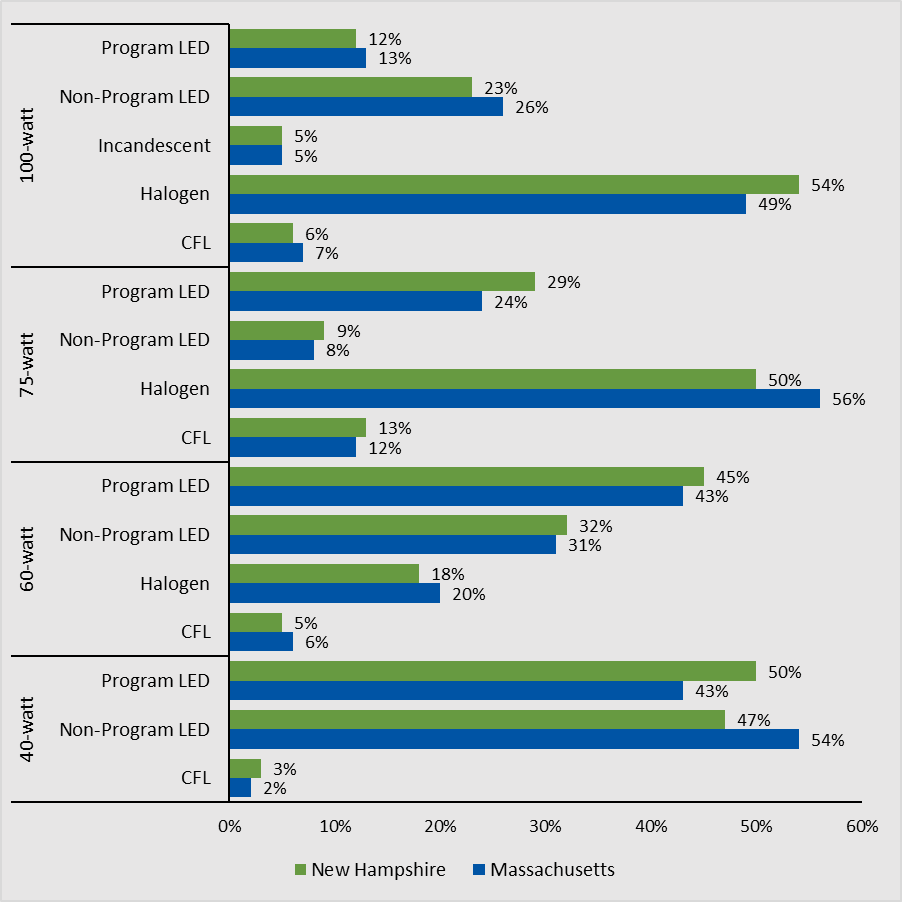 100-watt
Program LED
12%
13%
Non-Program LED
23%
26%
Incandescent
5%
5%
Halogen
54%
49%
CFL
6%
7%
75-watt
Program LED
29%
24%
Non-Program LED
9%
8%
Halogen
50%
56%
CFL
13%
12%
60-watt
Program LED
45%
43%
Non-Program LED
32%
31%
Halogen
18%
20%
CFL
5%
6%
40-watt
Program LED
50%
43%
Non-Program LED
47%
54%
CFL
3%
2%
0% 10% 20% 30% 40% 50% 60%
New Hampshire Massachusetts